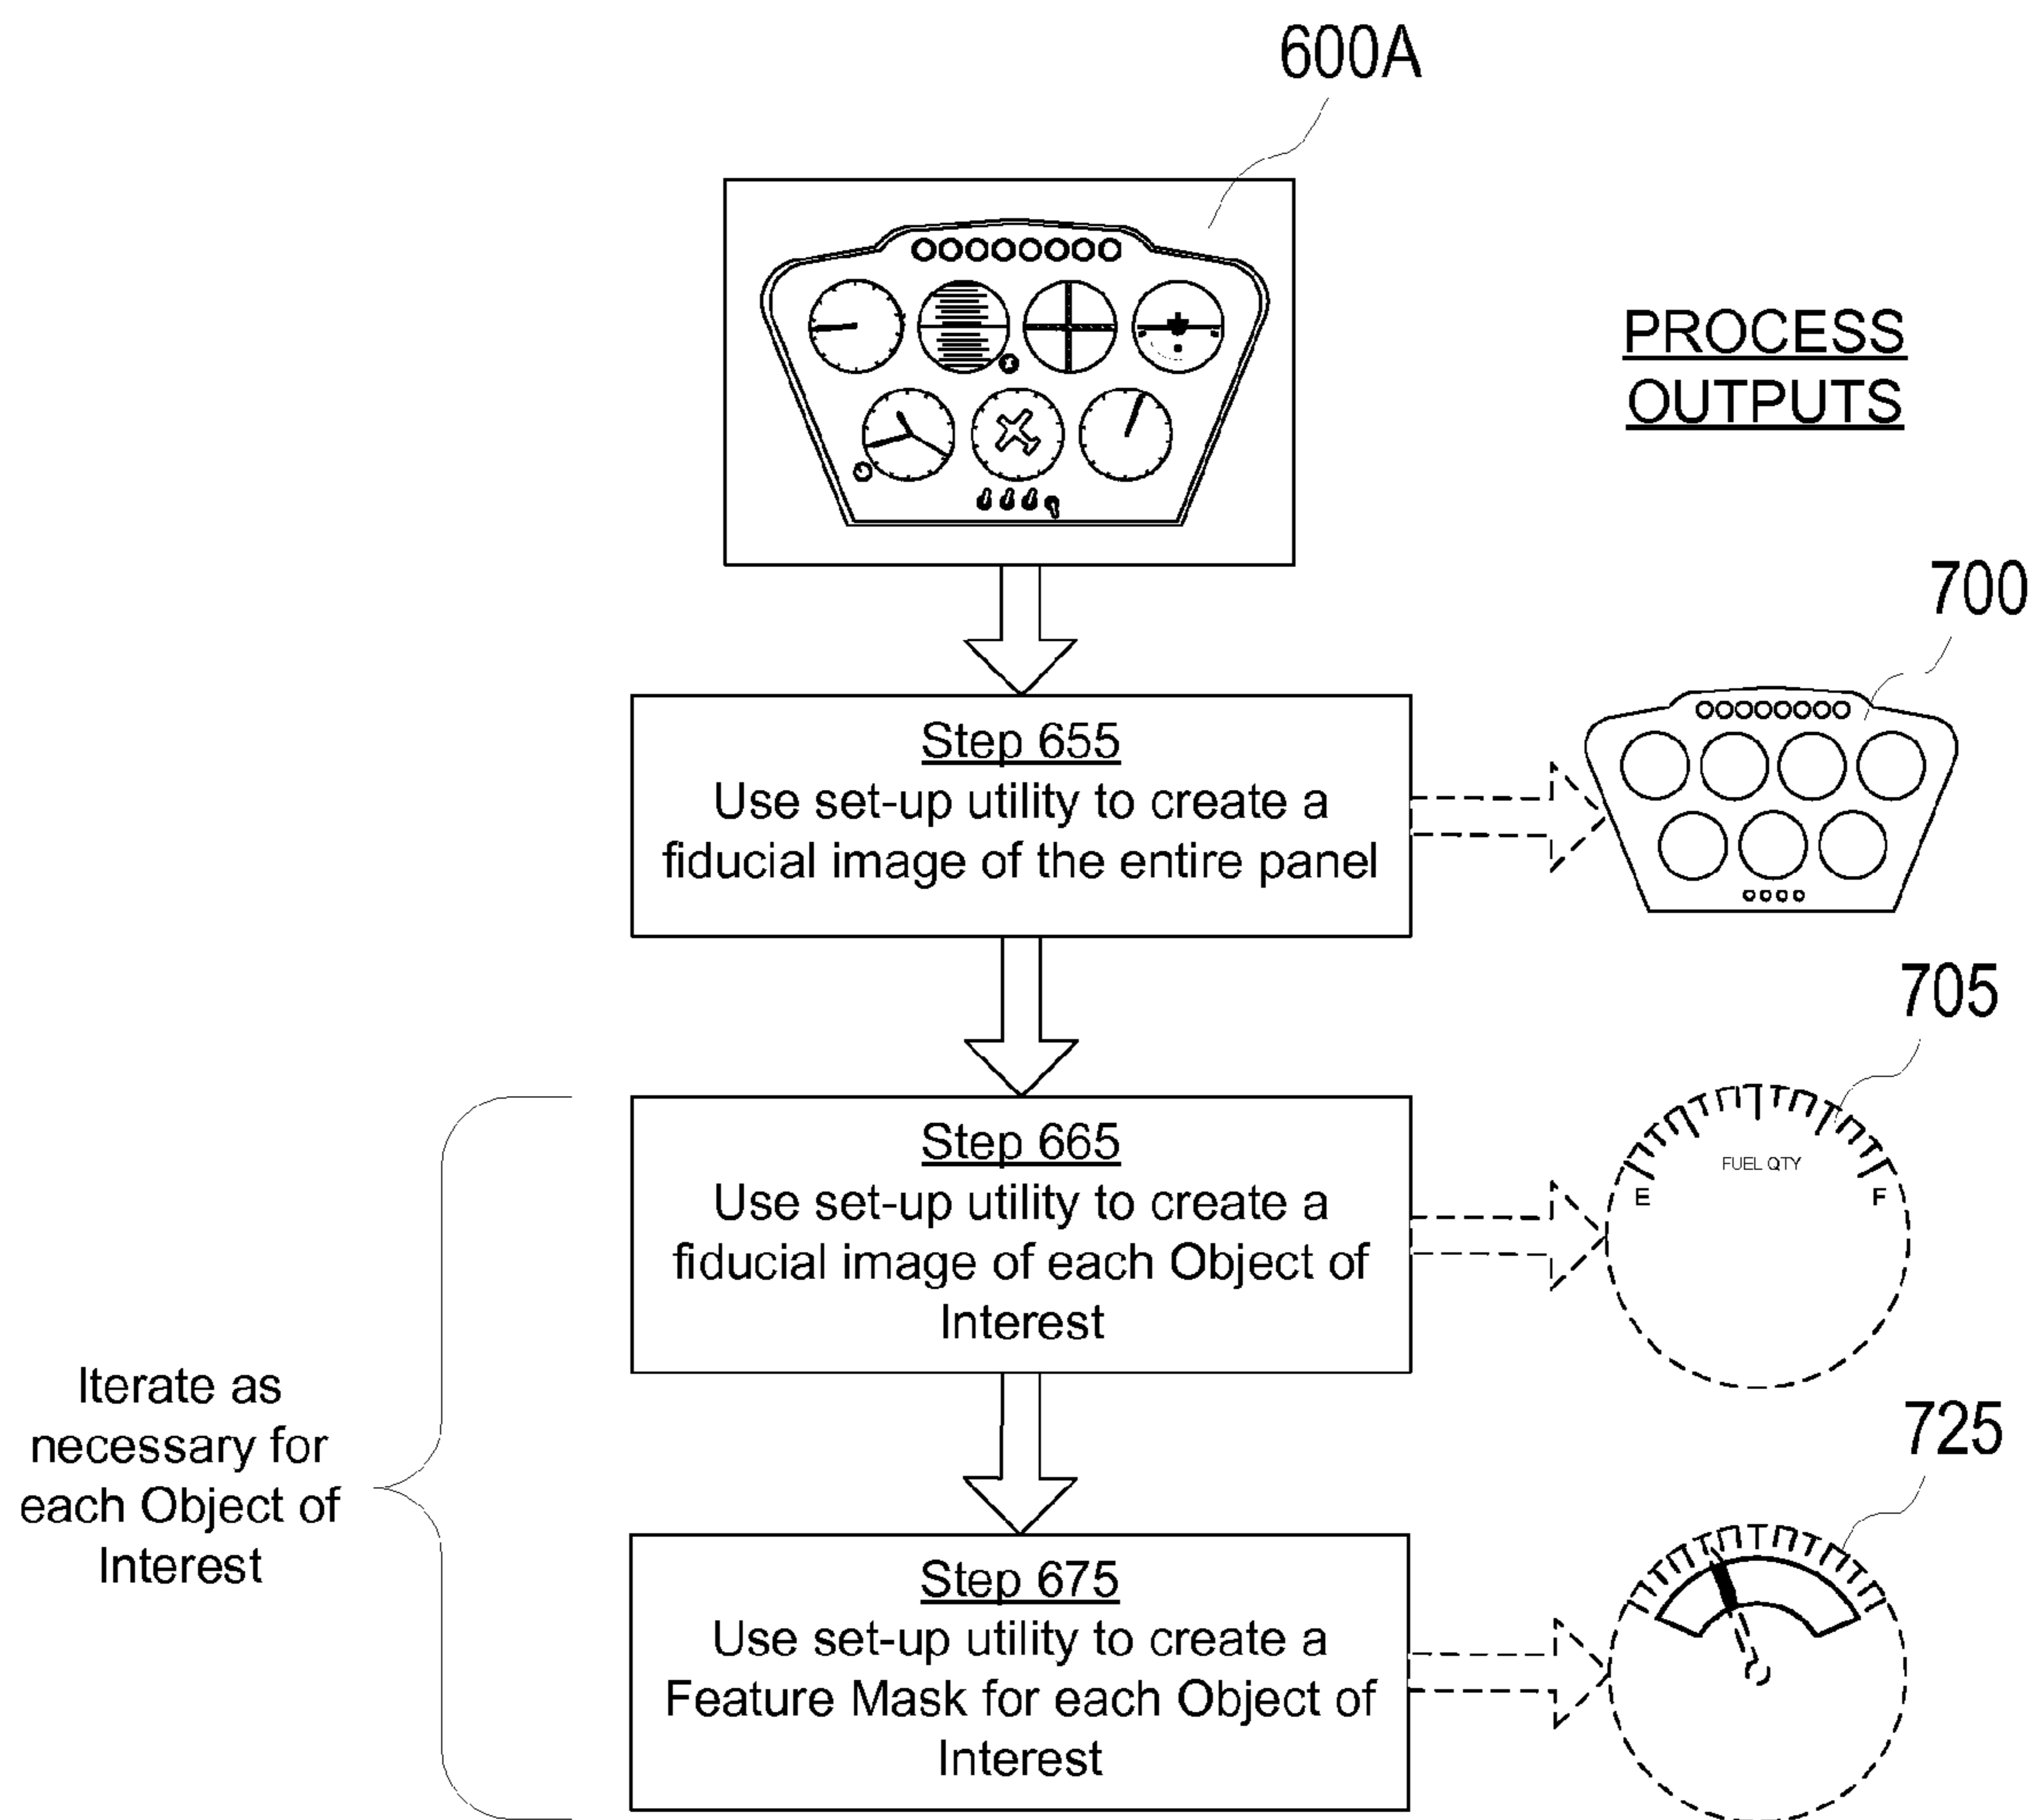 600A
PROCESS
OUTPUTS
700
Step 655
Use set-up utility to create a
fiducial image of the entire panel
705
Step 665
Use set-up utility to create a
fiducial image of each Object of
Interest
FUEL QTY
E
F
Iterate as
necessary for
each Object of
Interest
725
Step 675
Use set-up utility to create a
Feature Mask for each Object of
Interest